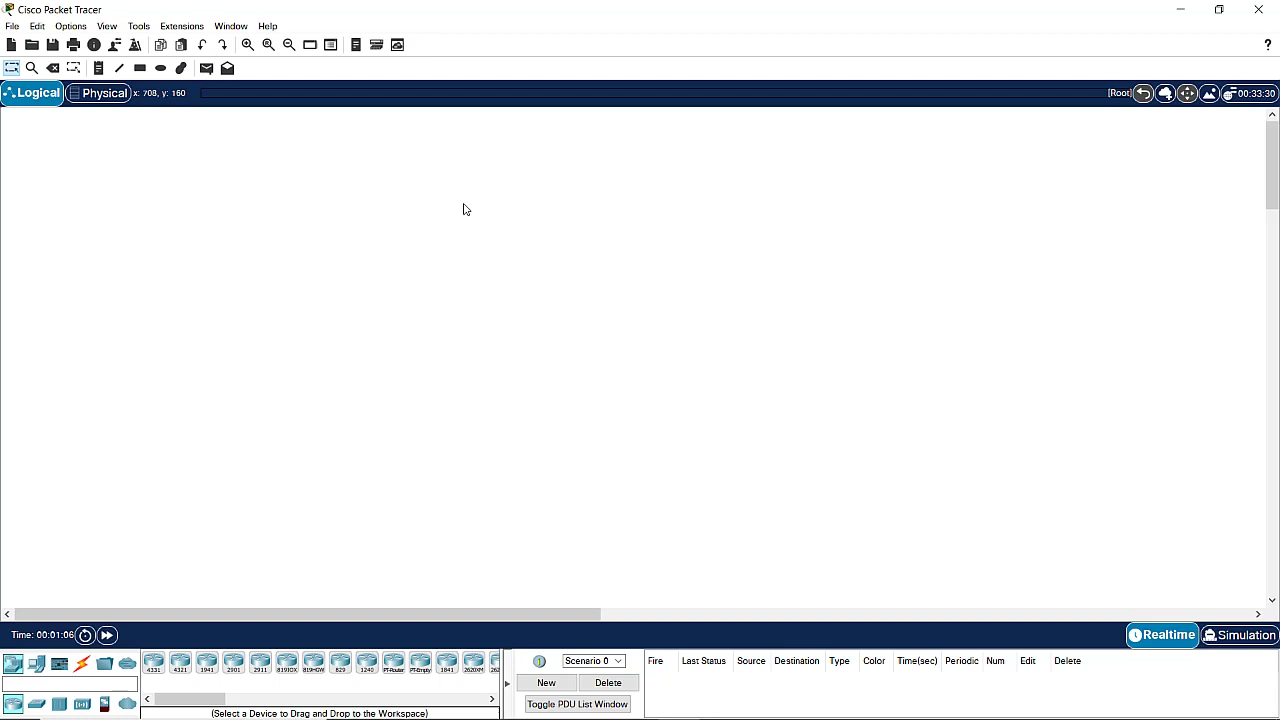 Cisco Packet Tracer
File Edit Options View Tools Extensions Window Help
?
Logical Physical x: 708, y: 160 [Root] 00:33:30
Time: 00:01:06 Realtime Simulation
4331 4321 1941 2901 2911 819IOX 819HGW 829 1240 PT-Router PT-Empty 1841 2620XM 262
(Select a Device to Drag and Drop to the Workspace)
Scenario 0
New Delete
Toggle PDU List Window
Fire Last Status Source Destination Type Color Time(sec) Periodic Num Edit Delete